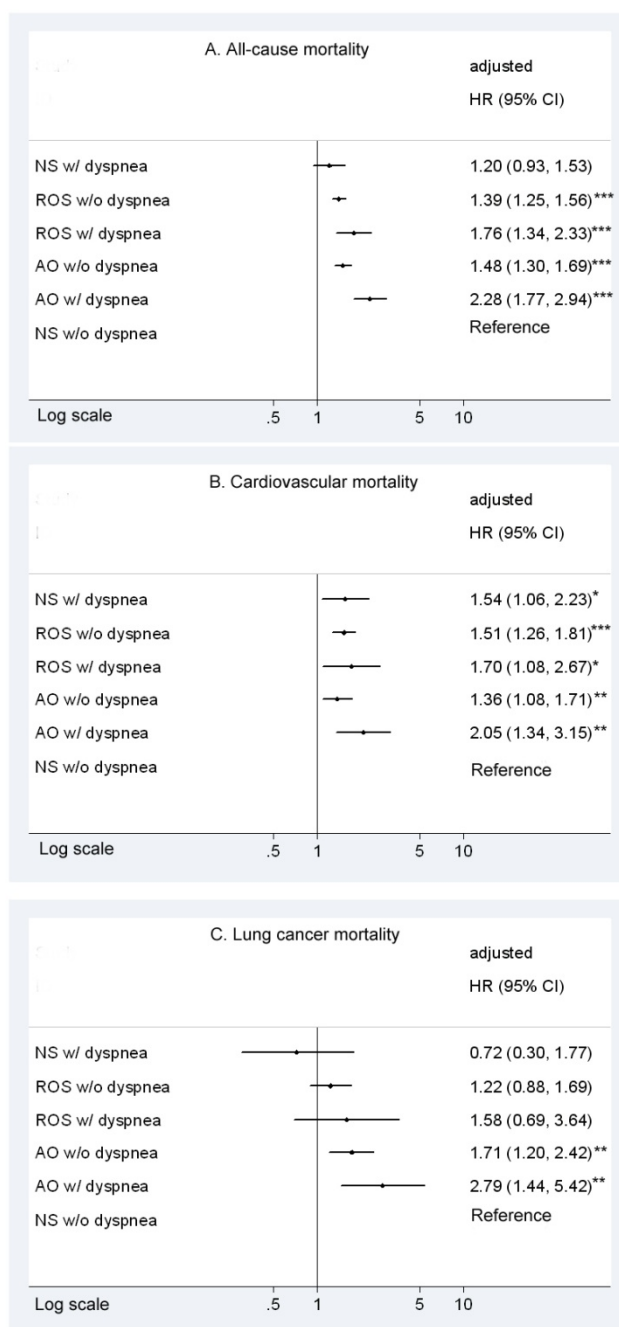 A. All-cause mortality
adjusted
HR (95% CI)
NS w/ dyspnea 1.20 (0.93, 1.53)
ROS w/o dyspnea 1.39 (1.25, 1.56)***
ROS w/ dyspnea 1.76 (1.34, 2.33)***
AO w/o dyspnea 1.48 (1.30, 1.69)***
AO w/ dyspnea 2.28 (1.77, 2.94)***
NS w/o dyspnea Reference
Log scale .5 1 5 10
B. Cardiovascular mortality
adjusted
HR (95% CI)
NS w/ dyspnea 1.54 (1.06, 2.23)*
ROS w/o dyspnea 1.51 (1.26, 1.81)***
ROS w/ dyspnea 1.70 (1.08, 2.67)*
AO w/o dyspnea 1.36 (1.08, 1.71)**
AO w/ dyspnea 2.05 (1.34, 3.15)**
NS w/o dyspnea Reference
Log scale .5 1 5 10
C. Lung cancer mortality
adjusted
HR (95% CI)
NS w/ dyspnea 0.72 (0.30, 1.77)
ROS w/o dyspnea 1.22 (0.88, 1.69)
ROS w/ dyspnea 1.58 (0.69, 3.64)
AO w/o dyspnea 1.71 (1.20, 2.42)**
AO w/ dyspnea 2.79 (1.44, 5.42)**
NS w/o dyspnea Reference
Log scale .5 1 5 10